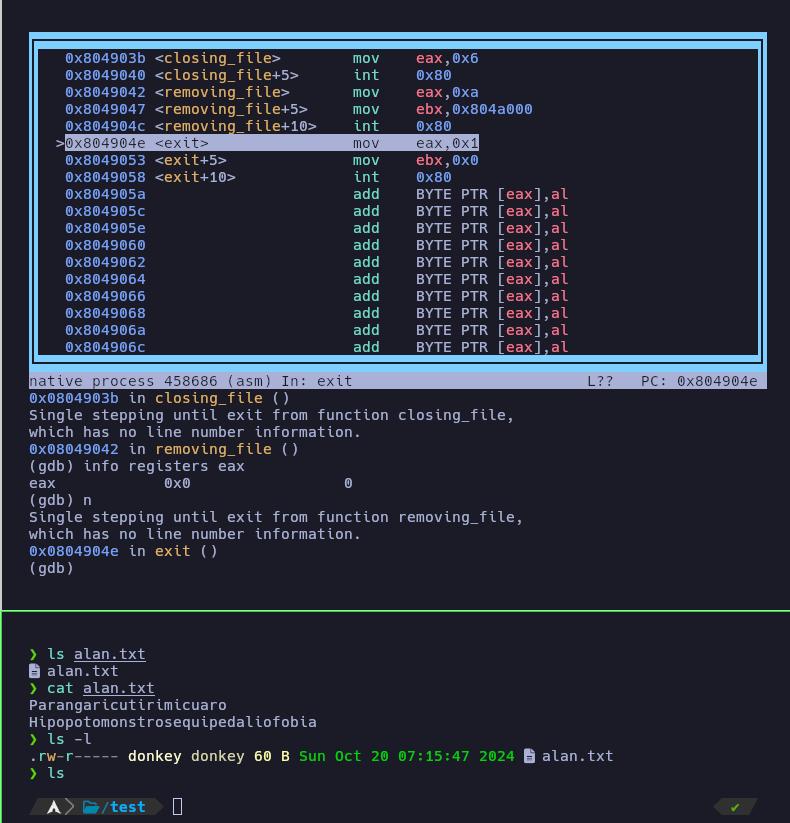 0x804903b <closing_file> mov eax,0x6
0x8049040 <closing_file+5> int 0x80
0x8049042 <removing_file> mov eax,0xa
0x8049047 <removing_file+5> mov ebx,0x804a000
0x804904c <removing_file+10> int 0x80
>0x804904e <exit> mov eax,0x1
0x8049053 <exit+5> mov ebx,0x0
0x8049058 <exit+10> int 0x80
0x804905a add BYTE PTR [eax],al
0x804905c add BYTE PTR [eax],al
0x804905e add BYTE PTR [eax],al
0x8049060 add BYTE PTR [eax],al
0x8049062 add BYTE PTR [eax],al
0x8049064 add BYTE PTR [eax],al
0x8049066 add BYTE PTR [eax],al
0x8049068 add BYTE PTR [eax],al
0x804906a add BYTE PTR [eax],al
0x804906c add BYTE PTR [eax],al
native process 458686 (asm) In: exit L?? PC: 0x804904e
0x0804903b in closing_file ()
Single stepping until exit from function closing_file,
which has no line number information.
0x08049042 in removing_file ()
(gdb) info registers eax
eax 0x0 0
(gdb) n
Single stepping until exit from function removing_file,
which has no line number information.
0x0804904e in exit ()
(gdb)
❯ ls alan.txt
alan.txt
❯ cat alan.txt
Parangaricutirimicuaro
Hipopotomonstrosequipedaliofobia
❯ ls -l
.rw-r----- donkey donkey 60 B Sun Oct 20 07:15:47 2024 alan.txt
❯ ls
/test ✔